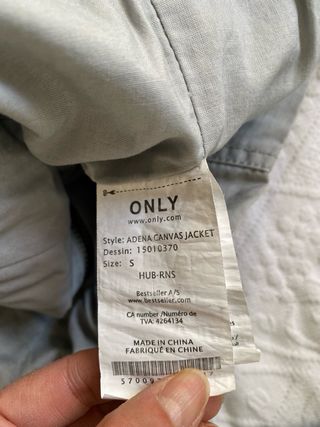 ONLY
www.only.com
Style: ADENA CANVAS JACKET
Dessin: 15010370
Size: S
HUB-RNS
Bestseller A/S
www.bestseller.com
CA number /Numéro de
TVA: 4264134
MADE IN CHINA
FABRIQUÉ EN CHINE